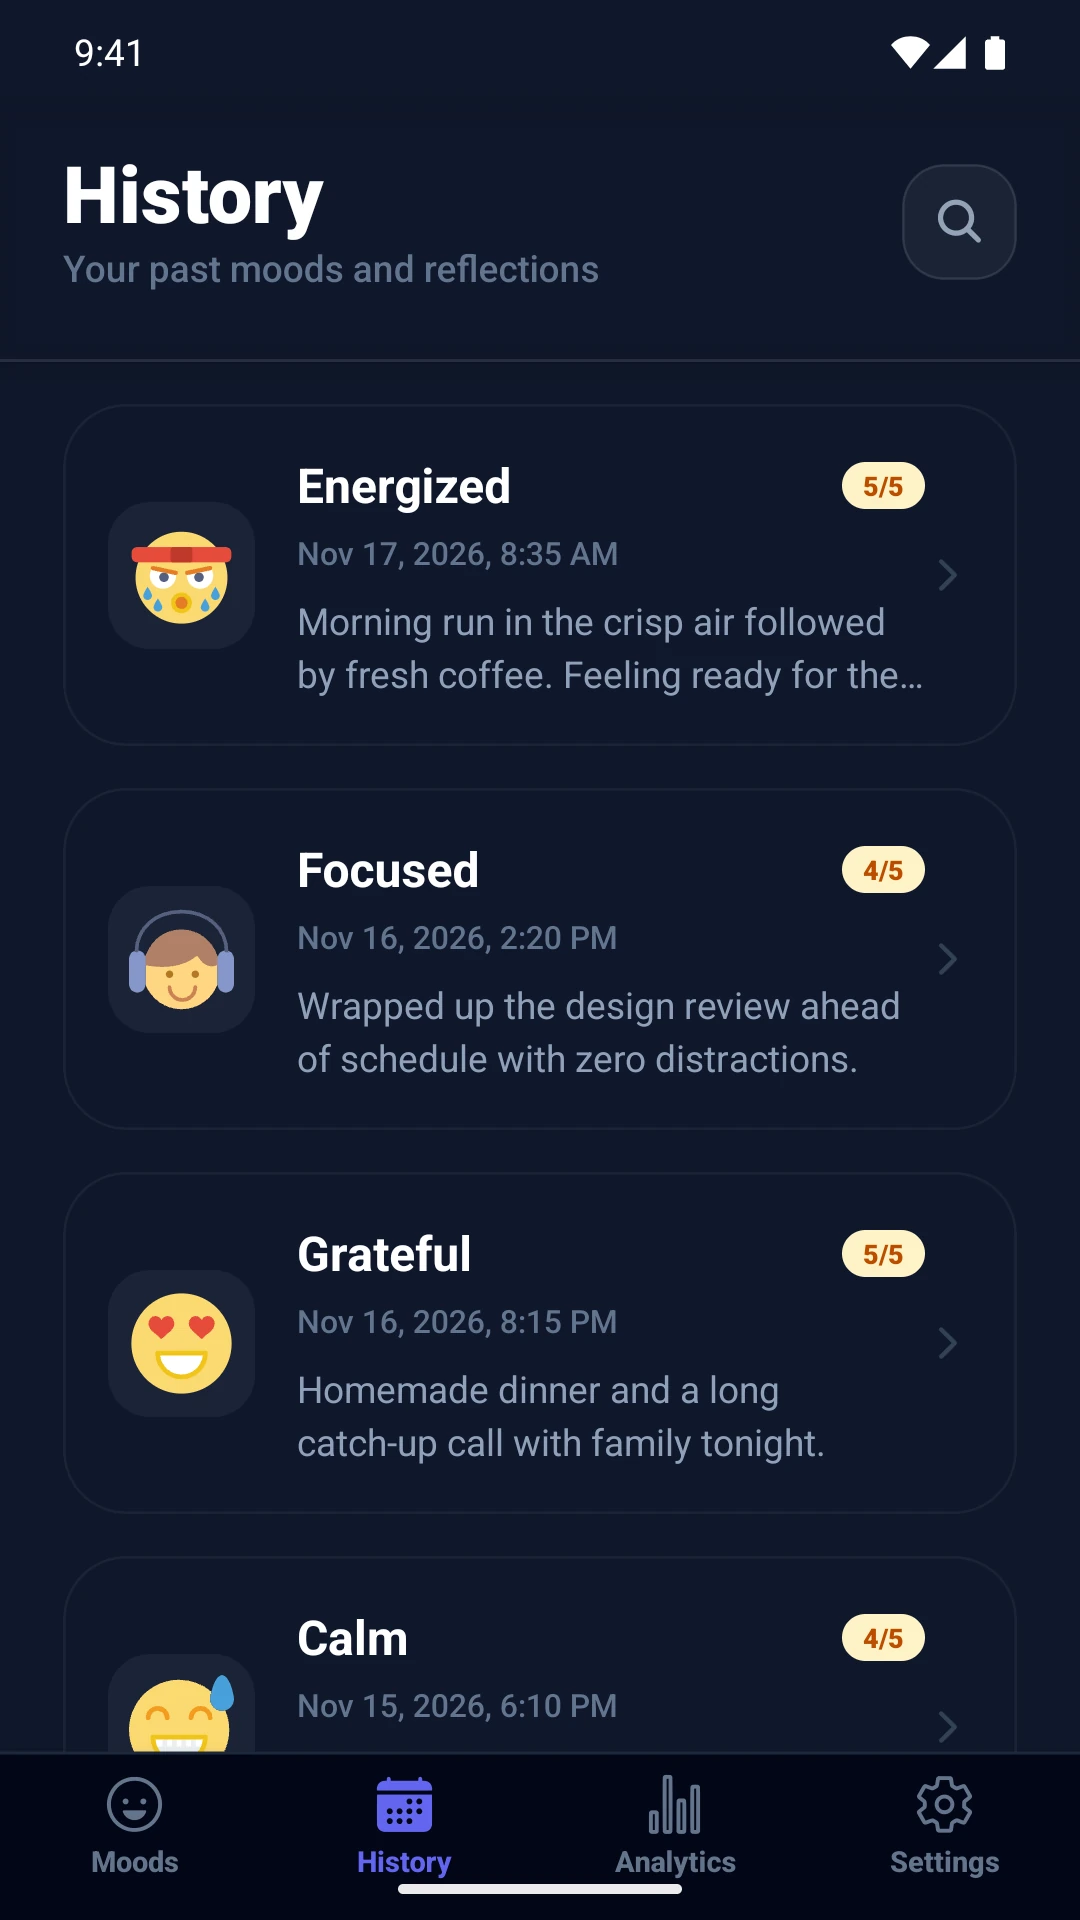 9:41
History
Your past moods and reflections
Energized
5/5
Nov 17, 2026, 8:35 AM
Morning run in the crisp air followed
by fresh coffee. Feeling ready for the...
Focused
4/5
Nov 16, 2026, 2:20 PM
Wrapped up the design review ahead
of schedule with zero distractions.
Grateful
5/5
Nov 16, 2026, 8:15 PM
Homemade dinner and a long
catch-up call with family tonight.
Calm
4/5
Nov 15, 2026, 6:10 PM
Moods
History
Analytics
Settings